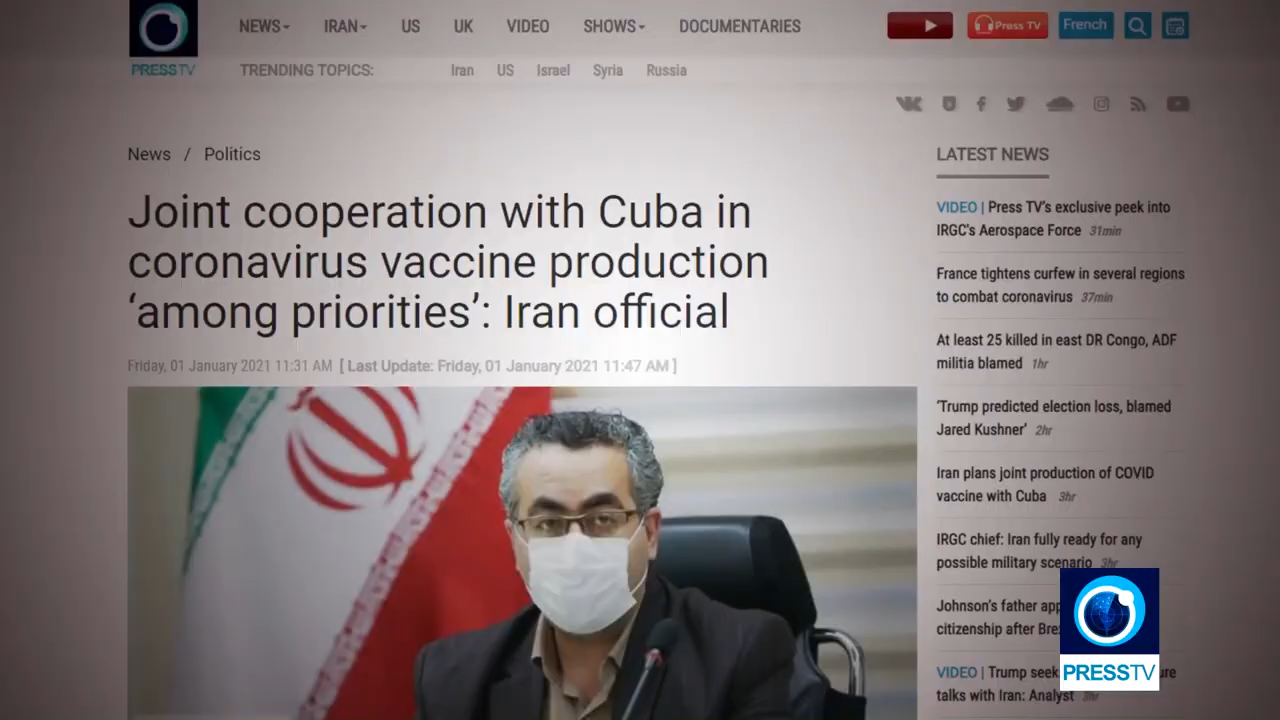 NEWS IRAN US UK VIDEO SHOWS DOCUMENTARIES Press TV French
PRESSTV
TRENDING TOPICS: Iran US Israel Syria Russia
News / Politics
Joint cooperation with Cuba in
coronavirus vaccine production
‘among priorities’: Iran official
Friday, 01 January 2021 11:31 AM [ Last Update: Friday, 01 January 2021 11:47 AM ]
LATEST NEWS
VIDEO | Press TV's exclusive peek into
IRGC's Aerospace Force 31min
France tightens curfew in several regions
to combat coronavirus 37min
At least 25 killed in east DR Congo, ADF
militia blamed 1hr
‘Trump predicted election loss, blamed
Jared Kushner’ 2hr
Iran plans joint production of COVID
vaccine with Cuba 3hr
IRGC chief: Iran fully ready for any
possible military scenario 3hr
Johnson's father
citizenship after
VIDEO | Trump
talks with Iran: Analyst 3hr
PRESSTV